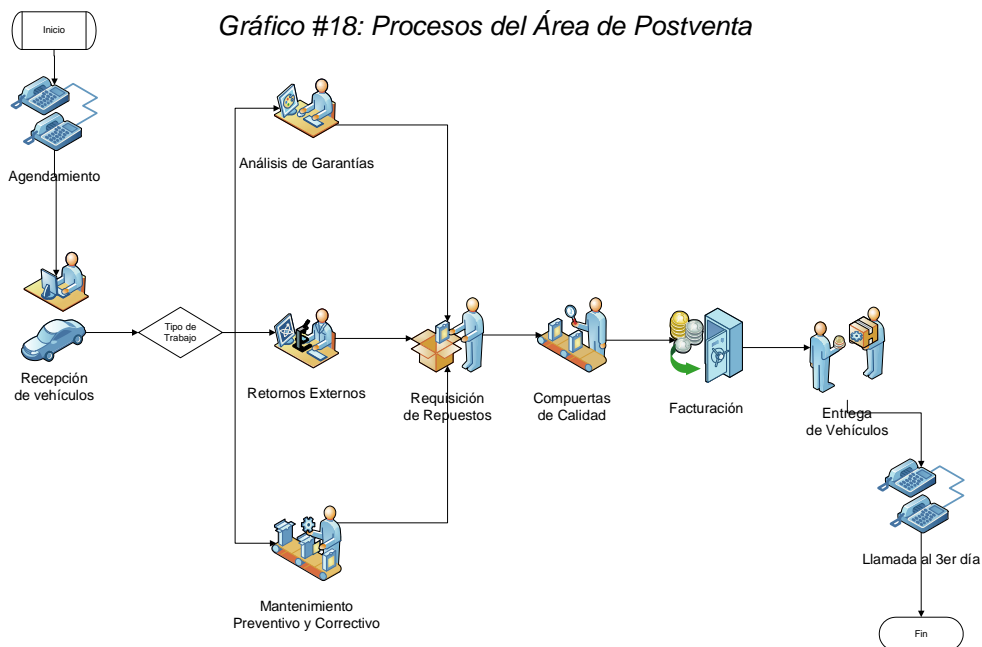 Gráfico #18: Procesos del Área de Postventa
Inicio
Agendamiento
Recepción
de vehículos
Tipo de
Trabajo
Análisis de Garantías
Retornos Externos
Mantenimiento
Preventivo y Correctivo
Requisición
de Repuestos
Compuertas
de Calidad
Facturación
Entrega
de Vehículos
Llamada al 3er día
Fin